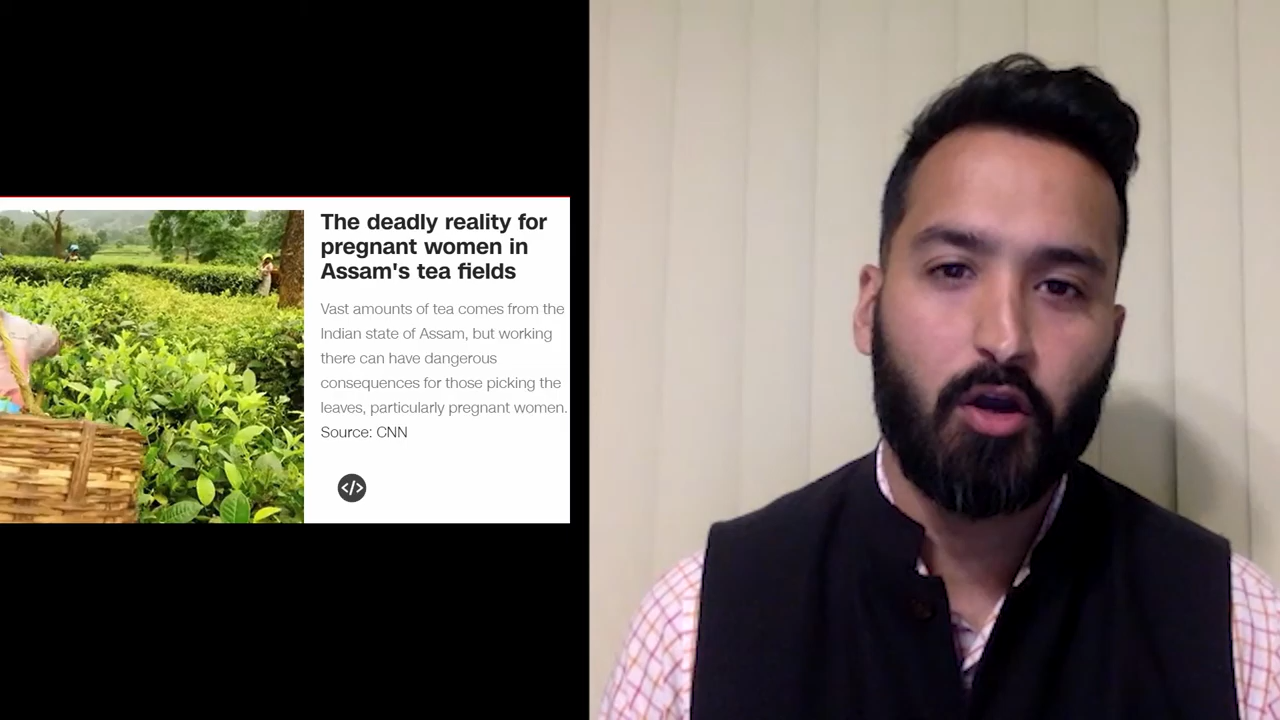 The deadly reality for
pregnant women in
Assam's tea fields
Vast amounts of tea comes from the
Indian state of Assam, but working
there can have dangerous
consequences for those picking the
leaves, particularly pregnant women.
Source: CNN
</>